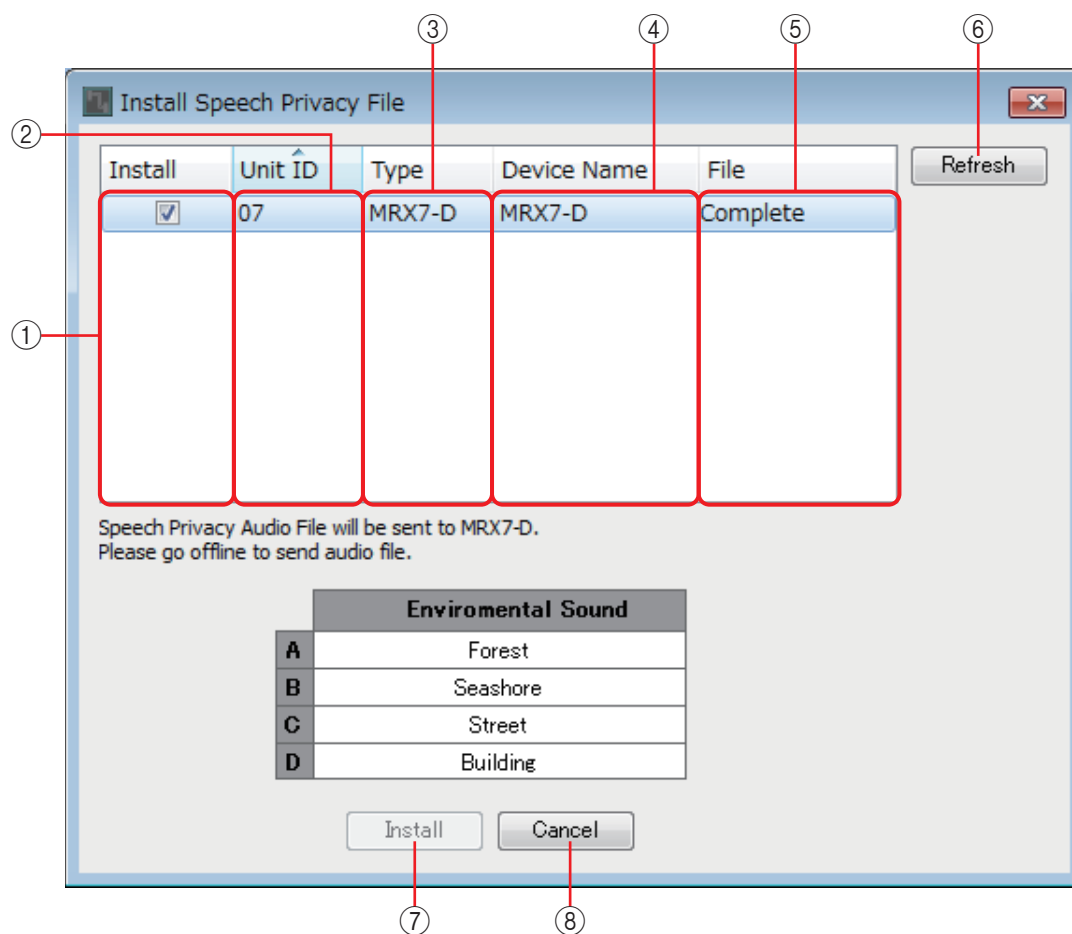 ③ ④ ⑤ ⑥
Install Speech Privacy File
②
Install Unit ID Type Device Name File Refresh
07 MRX7-D MRX7-D Complete
①
Speech Privacy Audio File will be sent to MRX7-D.
Please go offline to send audio file.
Enviromental Sound
A Forest
B Seashore
C Street
D Building
Install Cancel
⑦ ⑧